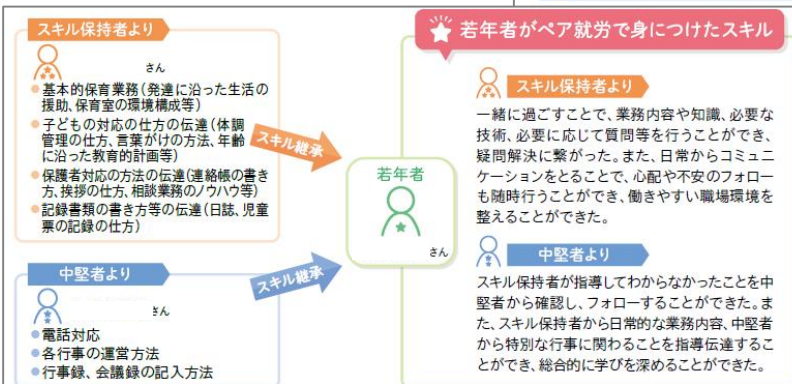 スキル保持者より
さん
●基本的保育業務(発達に沿った生活の
援助、保育室の環境構成等)
●子どもの対応の仕方の伝達(体調
管理の仕方、言葉がけの方法、年齢
に沿った教育的計画等)
●保護者対応の方法の伝達(連絡帳の書き
方、挨拶の仕方、相談業務のノウハウ等)
●記録書類の書き方等の伝達(日誌、児童
票の記録の仕方)
スキル継承
中堅者より
さん
●電話対応
●各行事の運営方法
●行事録、会議録の記入方法
スキル継承
若年者
さん
若年者がペア就労で身につけたスキル
スキル保持者より
一緒に過ごすことで、業務内容や知識、必要な
技術、必要に応じて質問等を行うことができ、
疑問解決に繋がった。また、日常からコミュニ
ケーションをとることで、心配や不安のフォロー
も随時行うことができ、働きやすい職場環境を
整えることができた。
中堅者より
スキル保持者が指導してわからなかったことを中
堅者から確認し、フォローすることができた。ま
た、スキル保持者から日常的な業務内容、中堅者
から特別な行事に関わることを指導伝達するこ
とができ、総合的に学びを深めることができた。